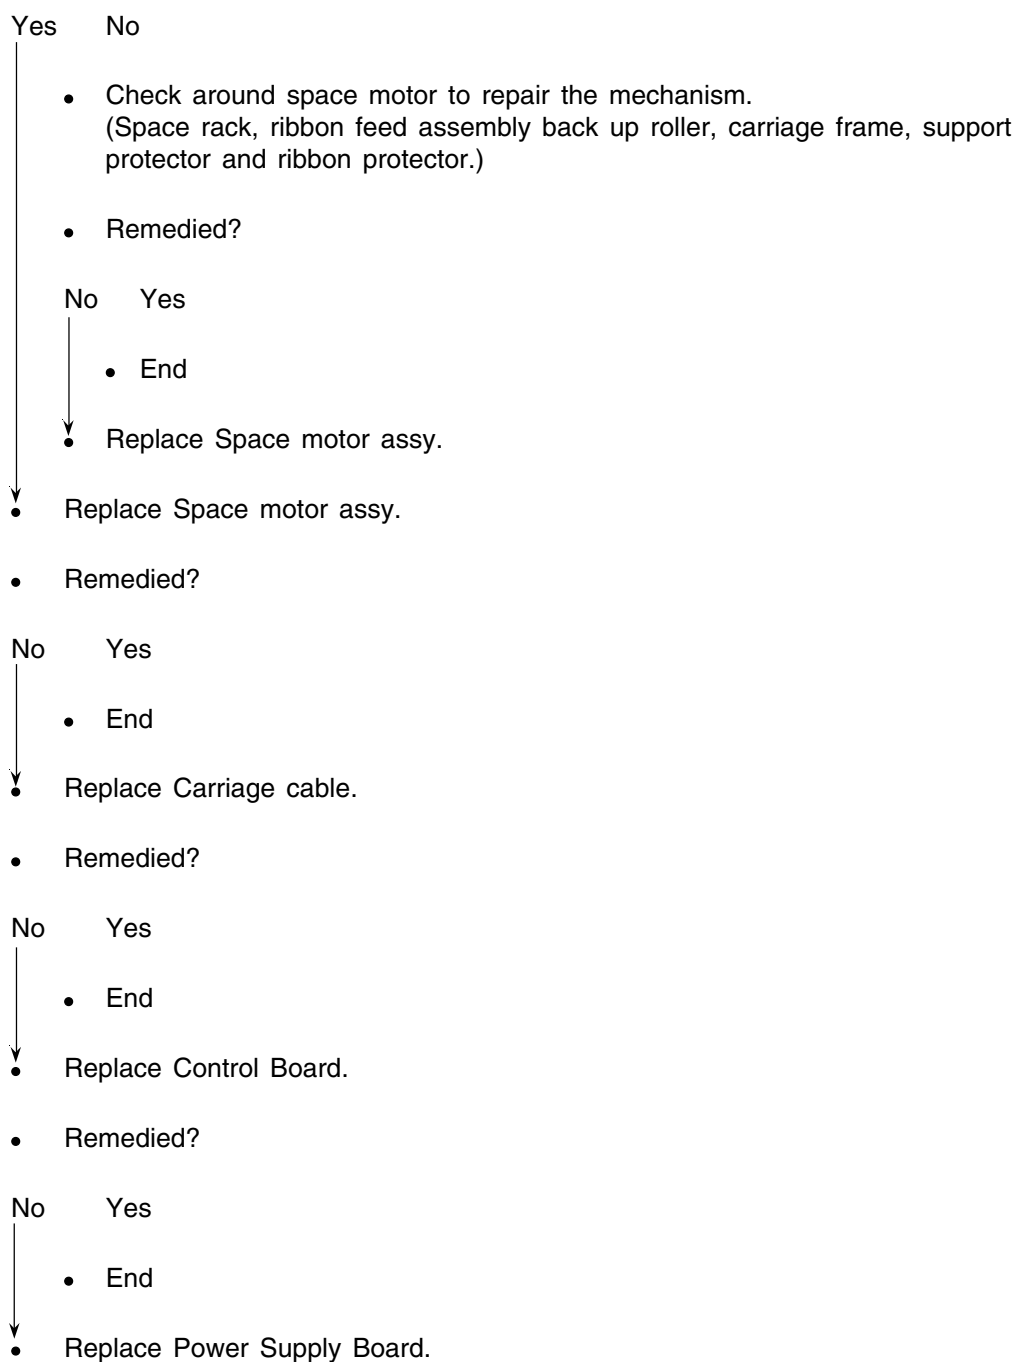 Yes No
• Check around space motor to repair the mechanism.
(Space rack, ribbon feed assembly back up roller, carriage frame, support
protector and ribbon protector.)
• Remedied?
No Yes
• End
• Replace Space motor assy.
• Replace Space motor assy.
• Remedied?
No Yes
• End
• Replace Carriage cable.
• Remedied?
No Yes
• End
• Replace Control Board.
• Remedied?
No Yes
• End
• Replace Power Supply Board.